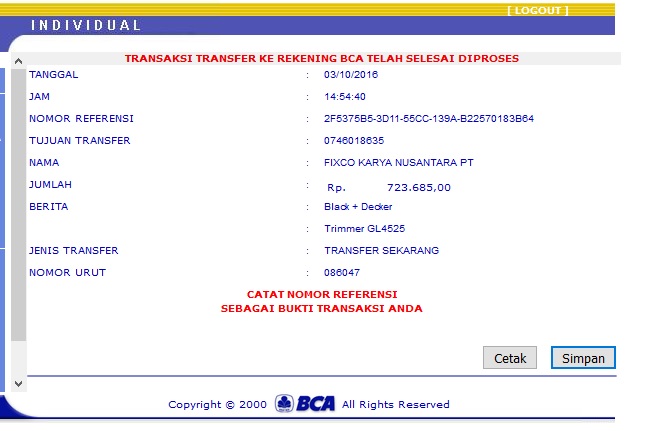 [ LOGOUT ]
INDIVIDUAL
TRANSAKSI TRANSFER KE REKENING BCA TELAH SELESAI DIPROSES
TANGGAL : 03/10/2016
JAM : 14:54:40
NOMOR REFERENSI : 2F5375B5-3D11-55CC-139A-B22570183B64
TUJUAN TRANSFER : 0746018635
NAMA : FIXCO KARYA NUSANTARA PT
JUMLAH : Rp. 723.685,00
BERITA : Black + Decker
: Trimmer GL4525
JENIS TRANSFER : TRANSFER SEKARANG
NOMOR URUT : 086047
CATAT NOMOR REFERENSI
SEBAGAI BUKTI TRANSAKSI ANDA
Cetak Simpan
Copyright © 2000 BCA All Rights Reserved